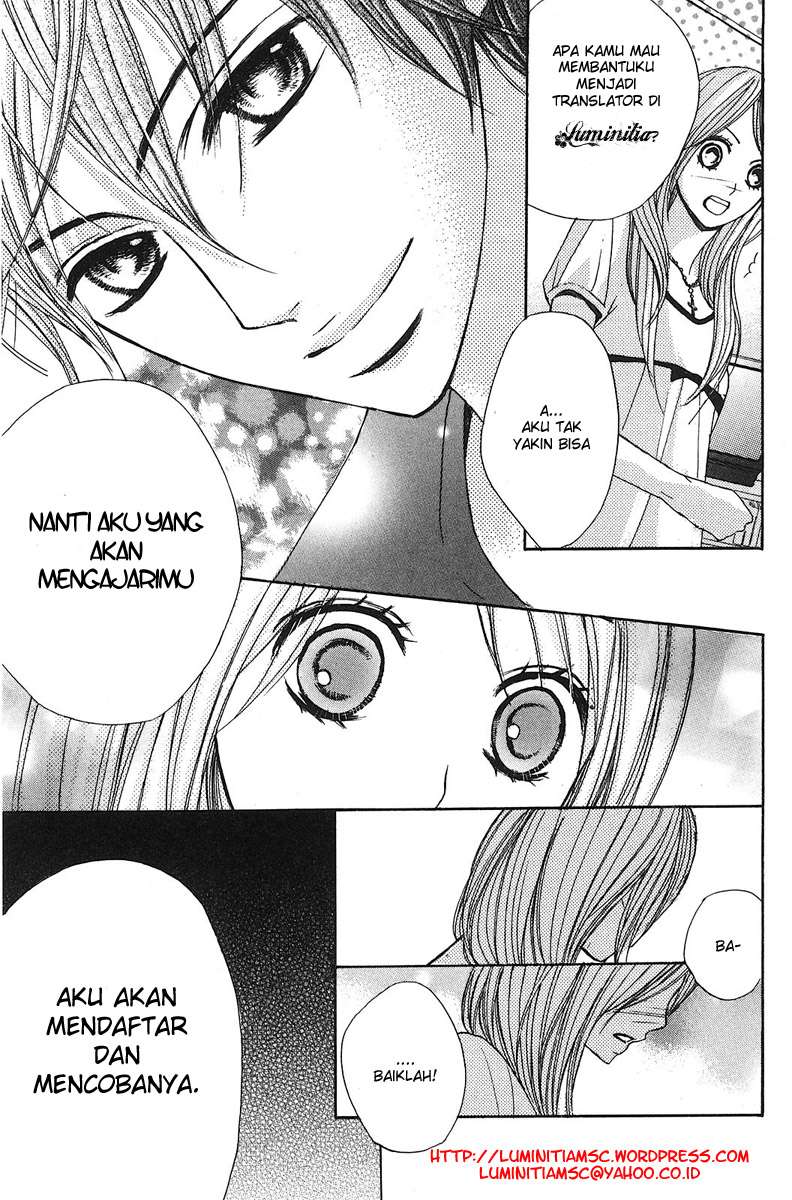 APA KAMU MAU
MEMBANTUKU
MENJADI
TRANSLATOR DI
Luminitia?
A...
AKU TAK
YAKIN BISA
NANTI AKU YANG
AKAN
MENGAJARIMU
BA-
....
BAIKLAH!
AKU AKAN
MENDAFTAR
DAN
MENCOBANYA.
HTTP://LUMINITIAMSC.WORDPRESS.COM
LUMINITIAMSC@YAHOO.CO.ID